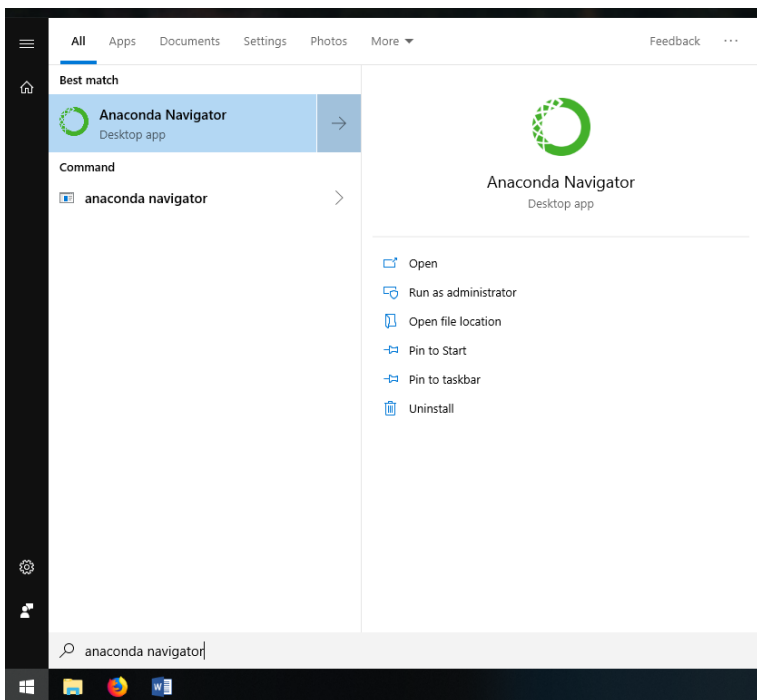 All Apps Documents Settings Photos More Feedback ...
Best match
Anaconda Navigator
Desktop app
Command
anaconda navigator
Anaconda Navigator
Desktop app
Open
Run as administrator
Open file location
Pin to Start
Pin to taskbar
Uninstall
anaconda navigator
W